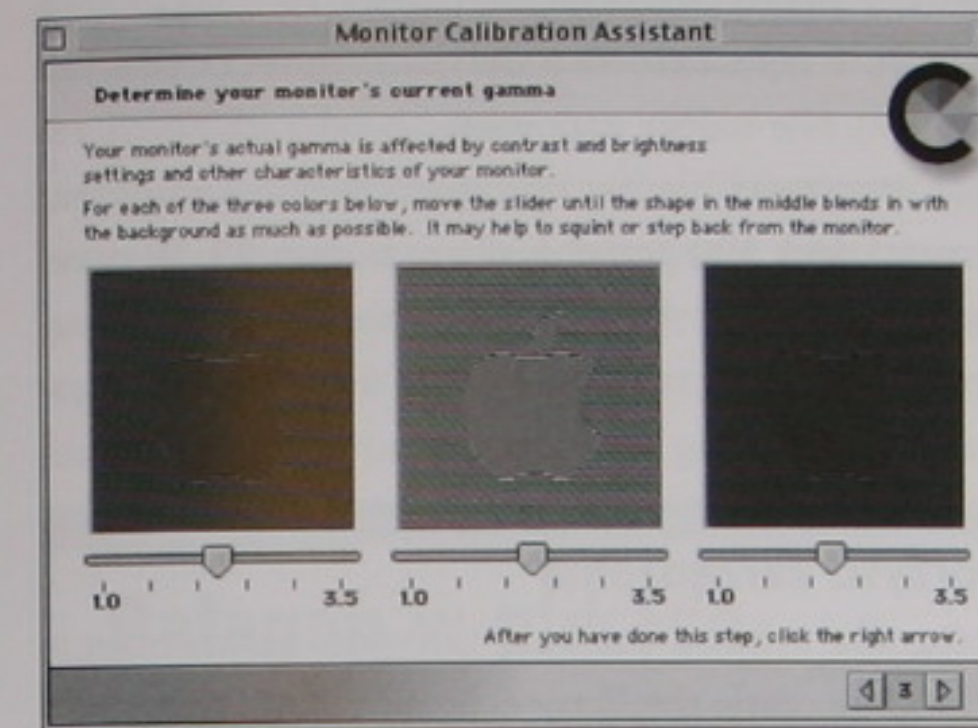 Monitor Calibration Assistant
Determine your monitor's current gamma
Your monitor's actual gamma is affected by contrast and brightness
settings and other characteristics of your monitor.
For each of the three colors below, move the slider until the shape in the middle blends in with
the background as much as possible. It may help to squint or step back from the monitor.
1.0 3.5 1.0 3.5 1.0 3.5
After you have done this step, click the right arrow.
3